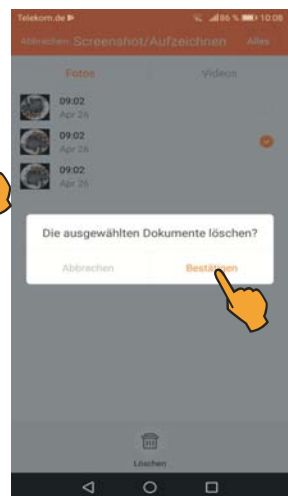 Telekom.de 86 % 10:08
Abbrechen Screenshot/Aufzeichnen Alles
Fotos Videos
09:02
Apr 26
09:02
Apr 26
09:02
Apr 26
Die ausgewählten Dokumente löschen?
Abbrechen Bestätigen
Löschen